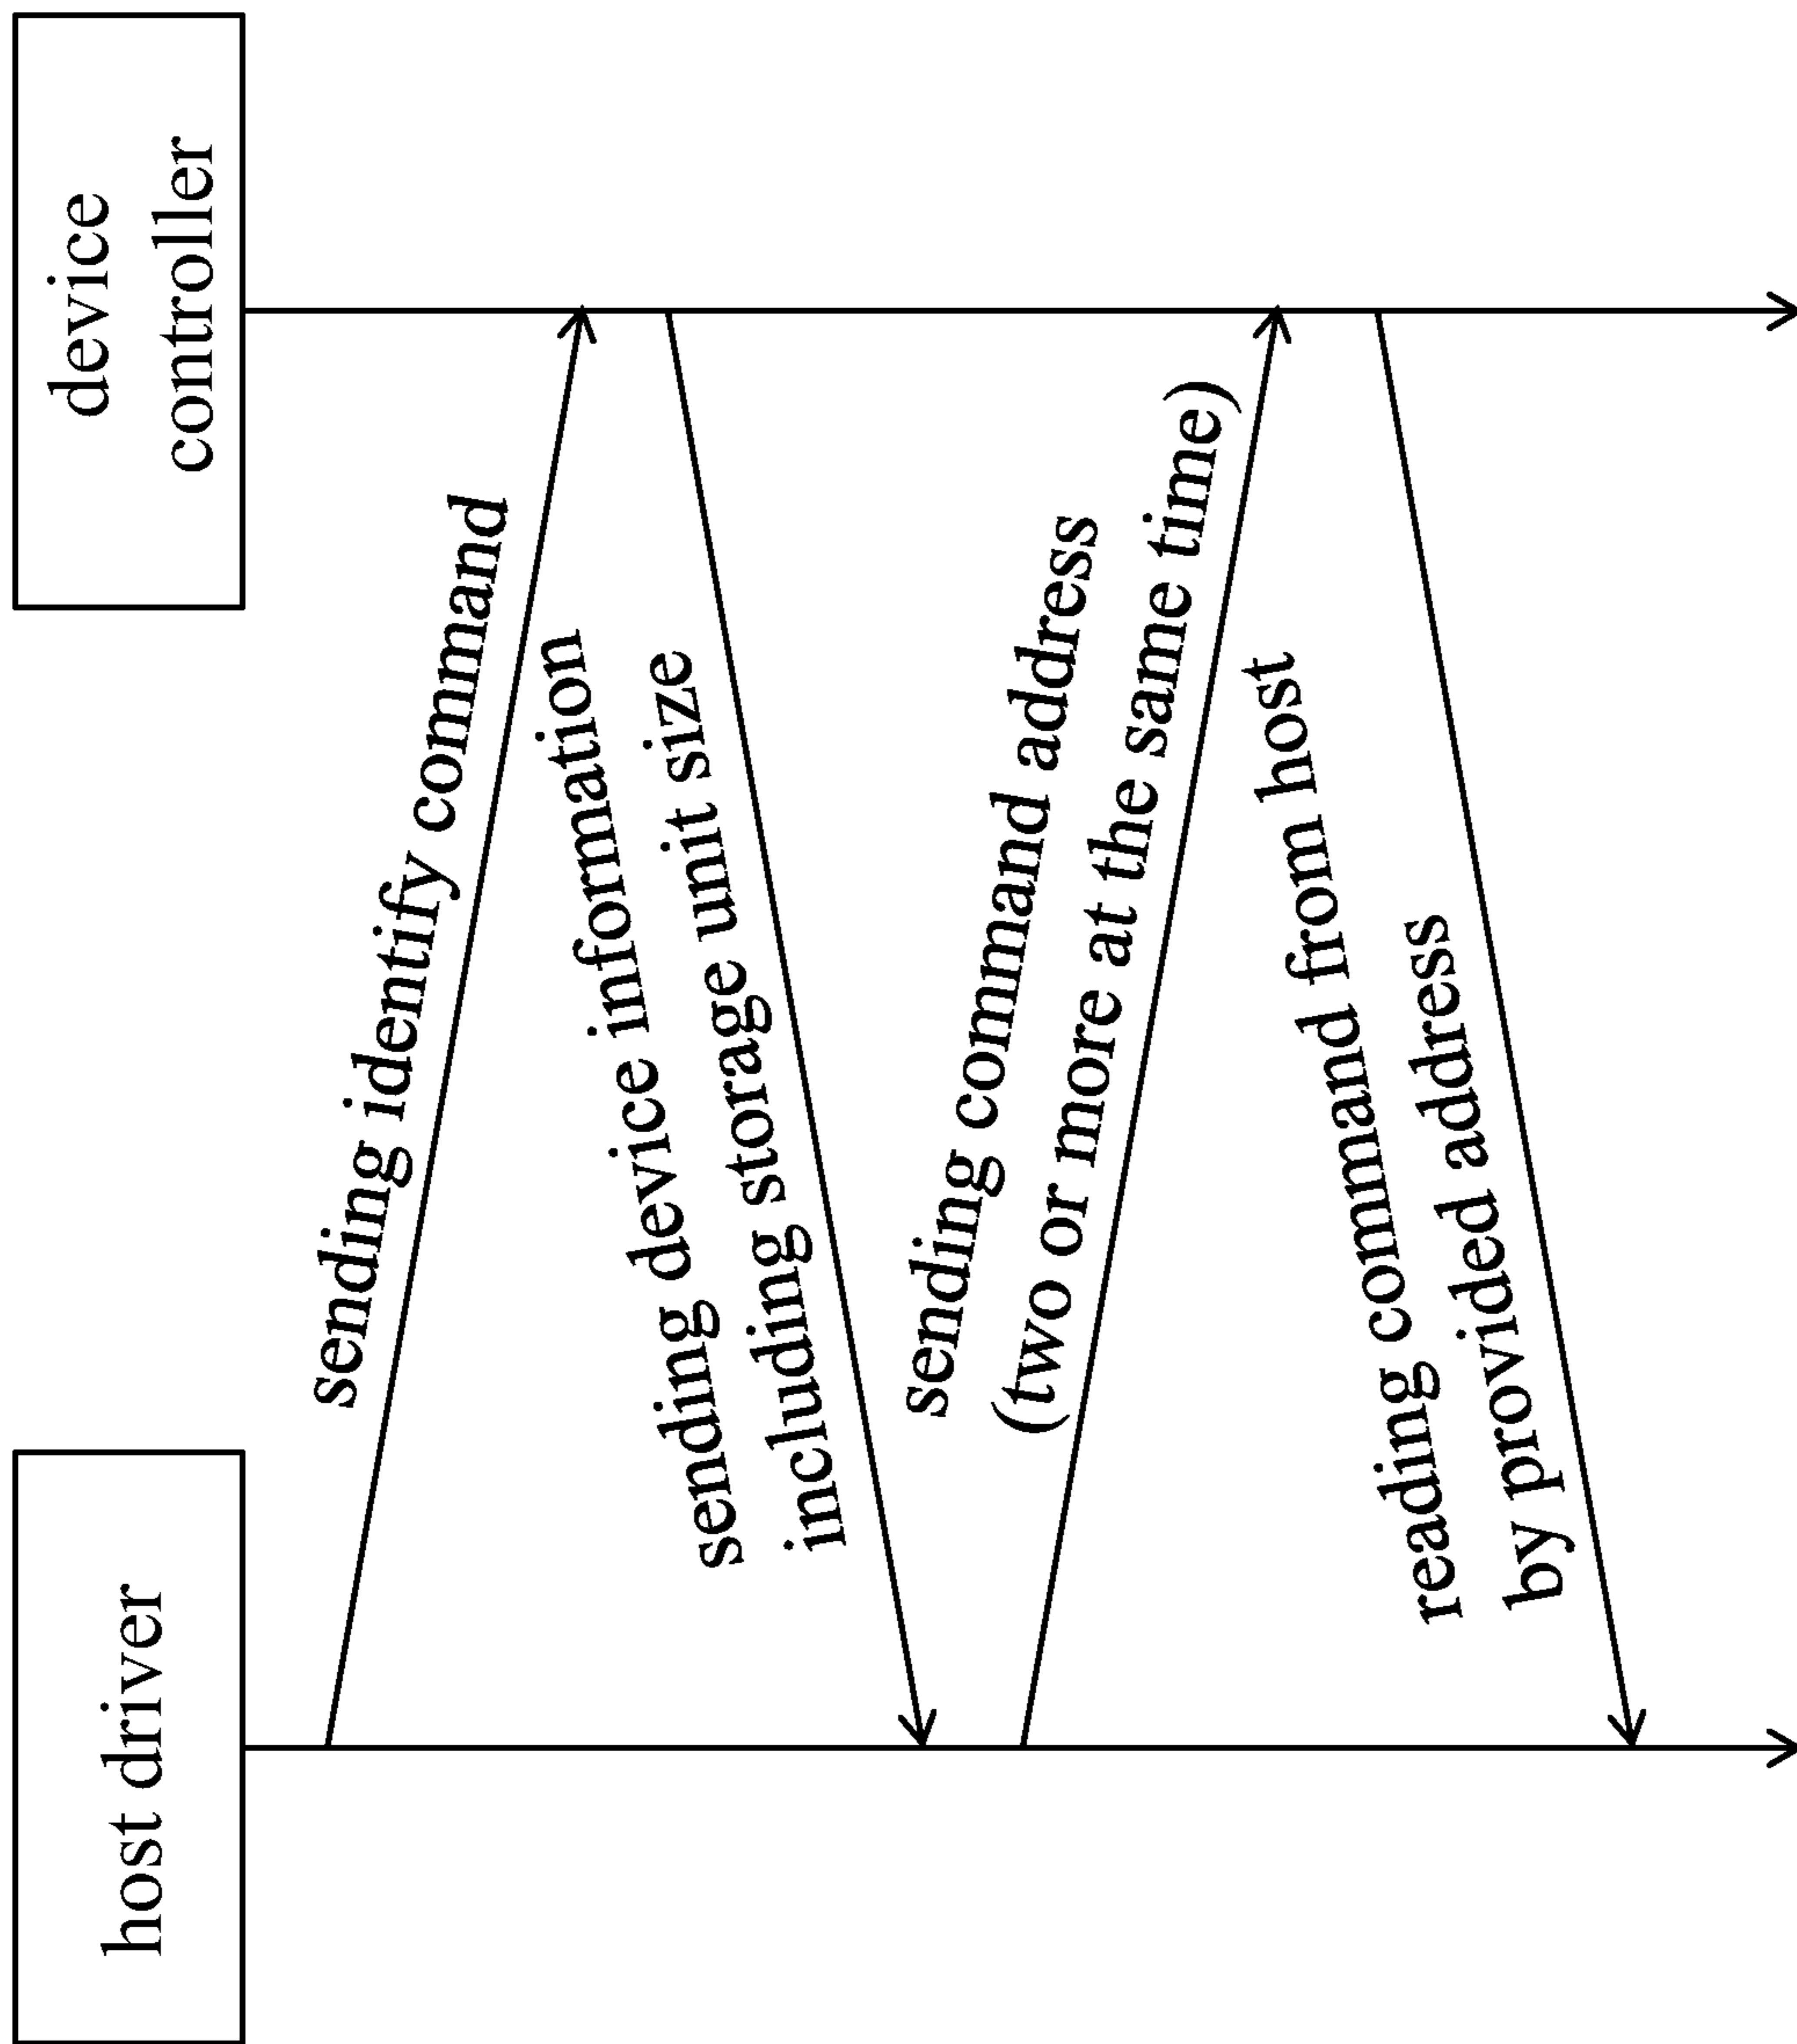 host driver
device
controller
sending identify command
sending device information
including storage unit size
sending command address
(two or more at the same time)
reading command from host
by provided address